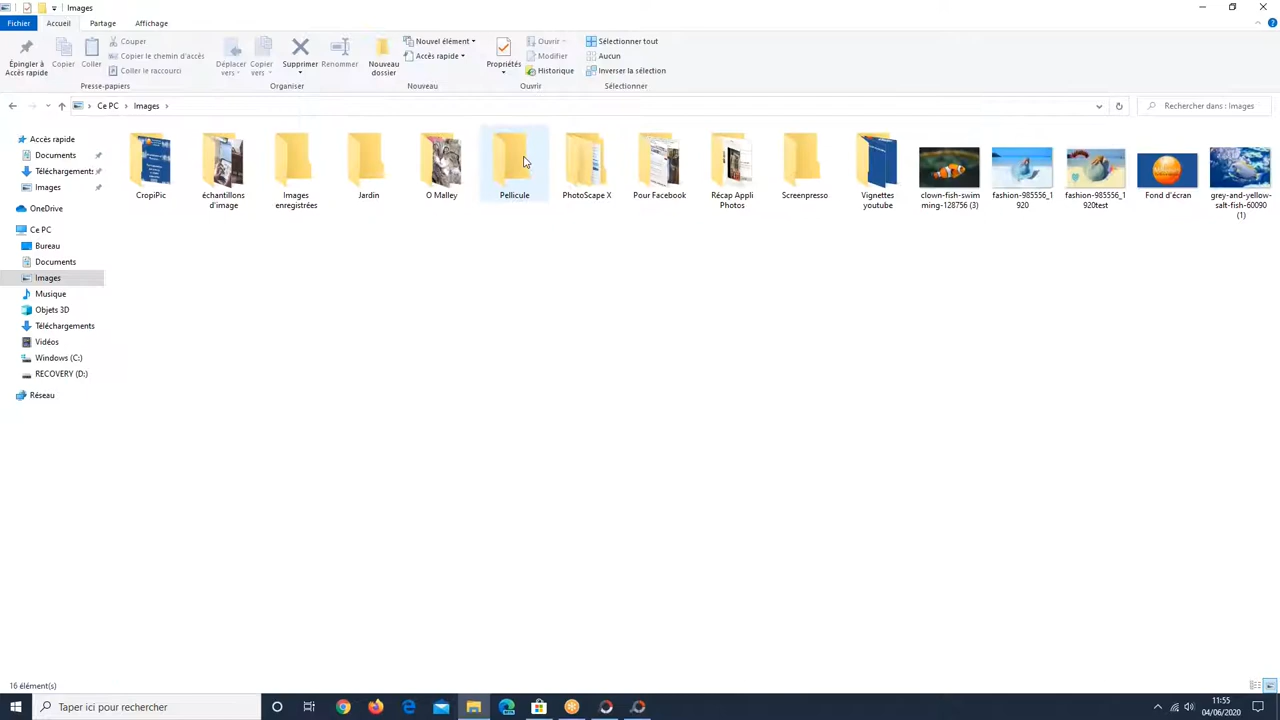 Images
Fichier Accueil Partage Affichage
Épingler à Accès rapide
Copier
Coller
Couper
Copier le chemin d'accès
Coller le raccourci
Presse-papiers
Déplacer vers
Copier vers
Supprimer
Renommer
Organiser
Nouveau dossier
Nouvel élément
Accès rapide
Nouveau
Propriétés
Ouvrir
Modifier
Historique
Ouvrir
Sélectionner tout
Aucun
Inverser la sélection
Sélectionner
Ce PC > Images >
Rechercher dans : Images
Accès rapide
Documents
Téléchargements
Images
OneDrive
Ce PC
Bureau
Documents
Images
Musique
Objets 3D
Téléchargements
Vidéos
Windows (C:)
RECOVERY (D:)
Réseau
CropiPic
échantillons
d'image
Images
enregistrées
Jardin
O Malley
Pellicule
PhotoScape X
Pour Facebook
Récap Appli
Photos
Screenpresso
Vignettes
youtube
clown-fish-swim
ming-128756 (3)
fashion-985556_1
920
fashion-985556_1
920test
Fond d'écran
grey-and-yellow-
salt-fish-60090
(1)
16 élément(s)
Taper ici pour rechercher
11:55
04/06/2020